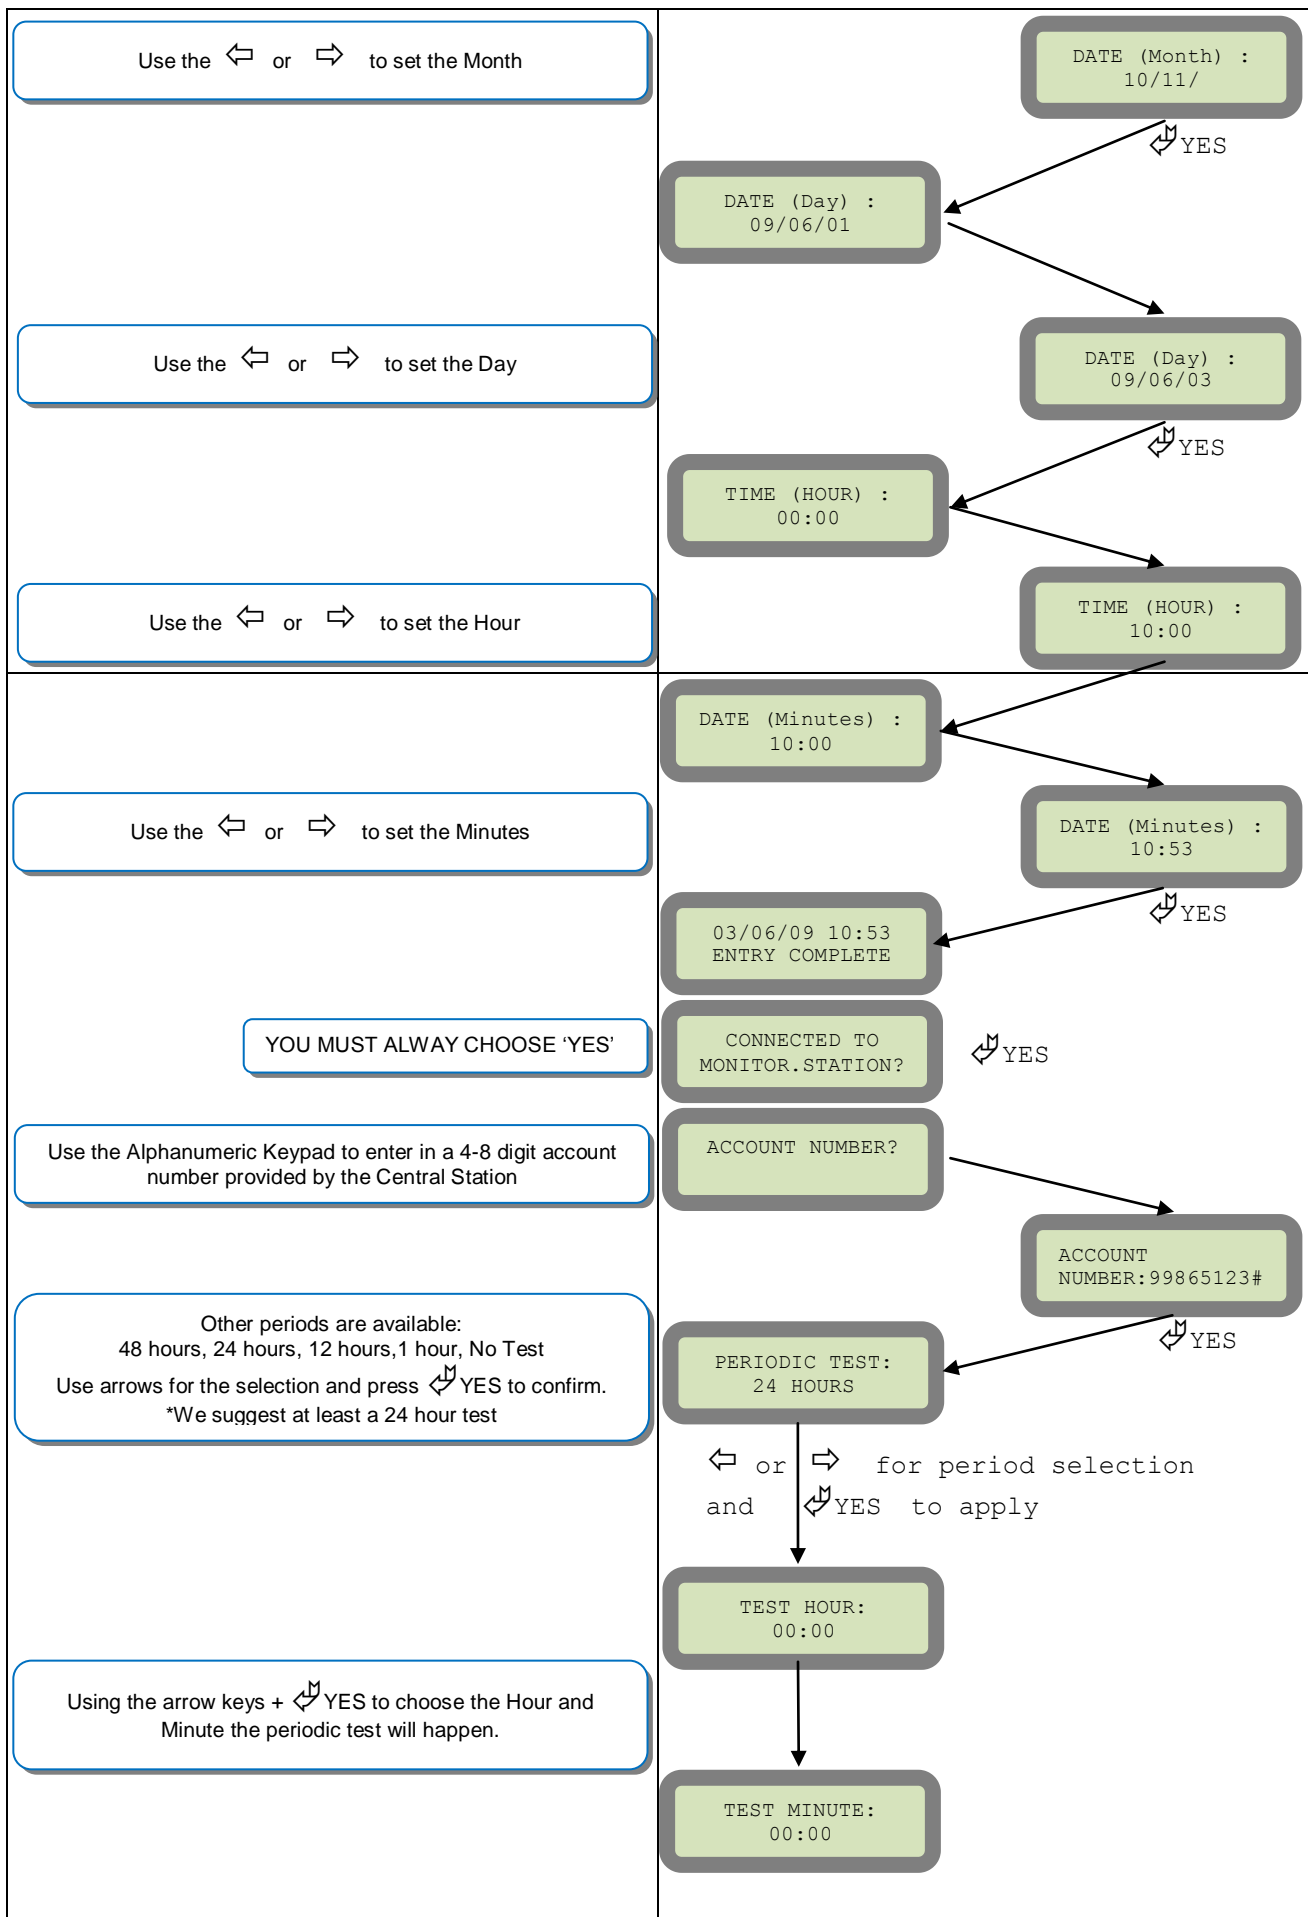 Use the ⇦ or ⇨ to set the Month
DATE (Month) :
10/11/
YES
DATE (Day) :
09/06/01
Use the ⇦ or ⇨ to set the Day
DATE (Day) :
09/06/03
YES
TIME (HOUR) :
00:00
Use the ⇦ or ⇨ to set the Hour
TIME (HOUR) :
10:00
DATE (Minutes) :
10:00
Use the ⇦ or ⇨ to set the Minutes
DATE (Minutes) :
10:53
YES
03/06/09 10:53
ENTRY COMPLETE
YOU MUST ALWAY CHOOSE ‘YES’
CONNECTED TO
MONITOR.STATION?
YES
Use the Alphanumeric Keypad to enter in a 4-8 digit account
number provided by the Central Station
ACCOUNT NUMBER?
ACCOUNT
NUMBER:99865123#
YES
Other periods are available:
48 hours, 24 hours, 12 hours,1 hour, No Test
Use arrows for the selection and press YES to confirm.
*We suggest at least a 24 hour test
PERIODIC TEST:
24 HOURS
⇦ or ⇨ for period selection
and YES to apply
TEST HOUR:
00:00
Using the arrow keys + YES to choose the Hour and
Minute the periodic test will happen.
TEST MINUTE:
00:00